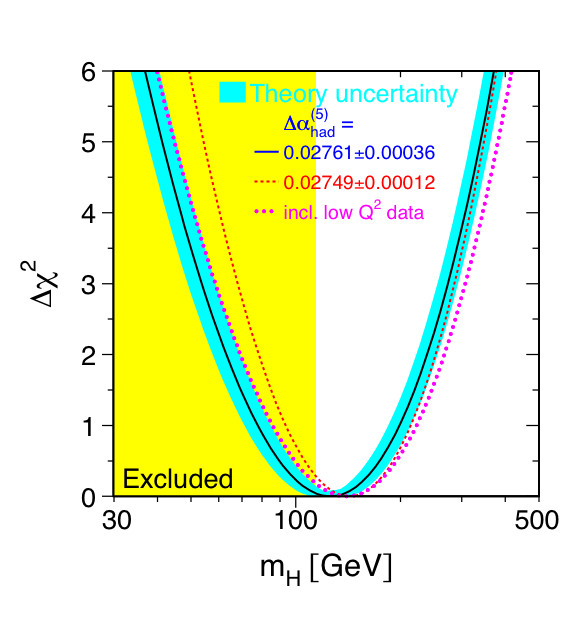 6
5
4
3
2
1
0
Δχ²
Theory uncertainty
Δα(5)had =
0.02761±0.00036
0.02749±0.00012
incl. low Q² data
Excluded
30
100
500
mH [GeV]